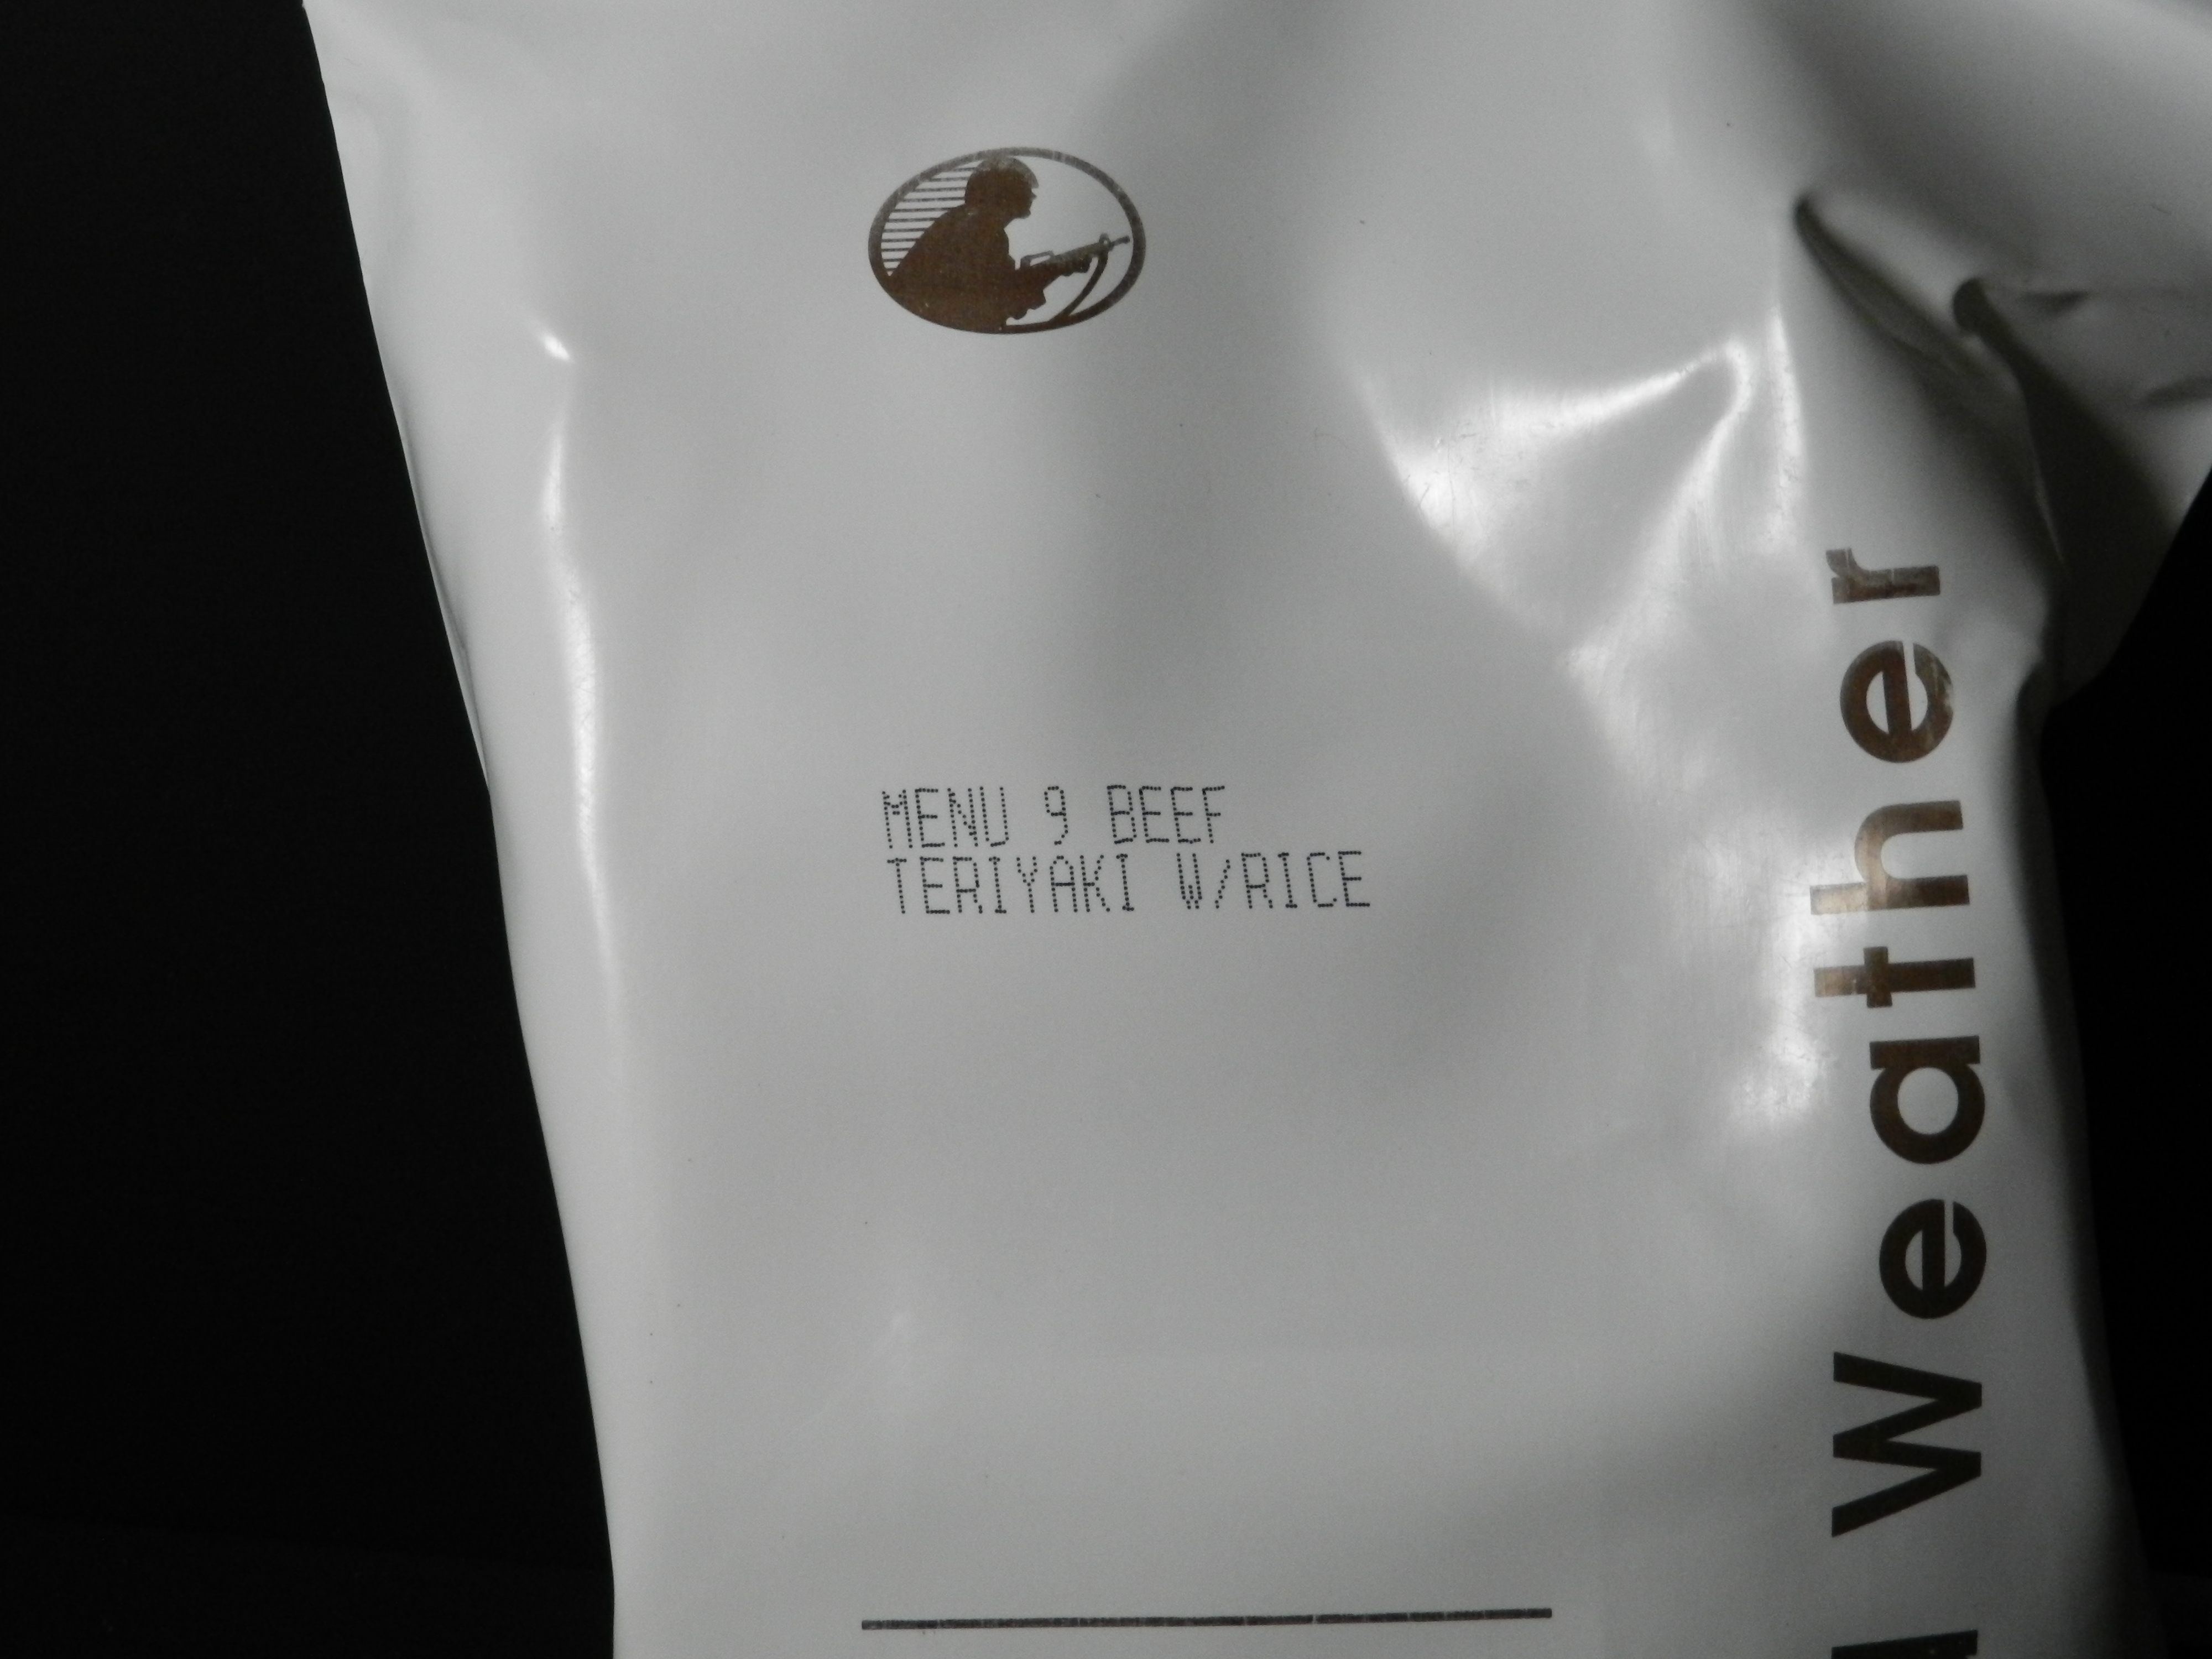 MENU 9 BEEF
TERIYAKI W/RICE
Weather